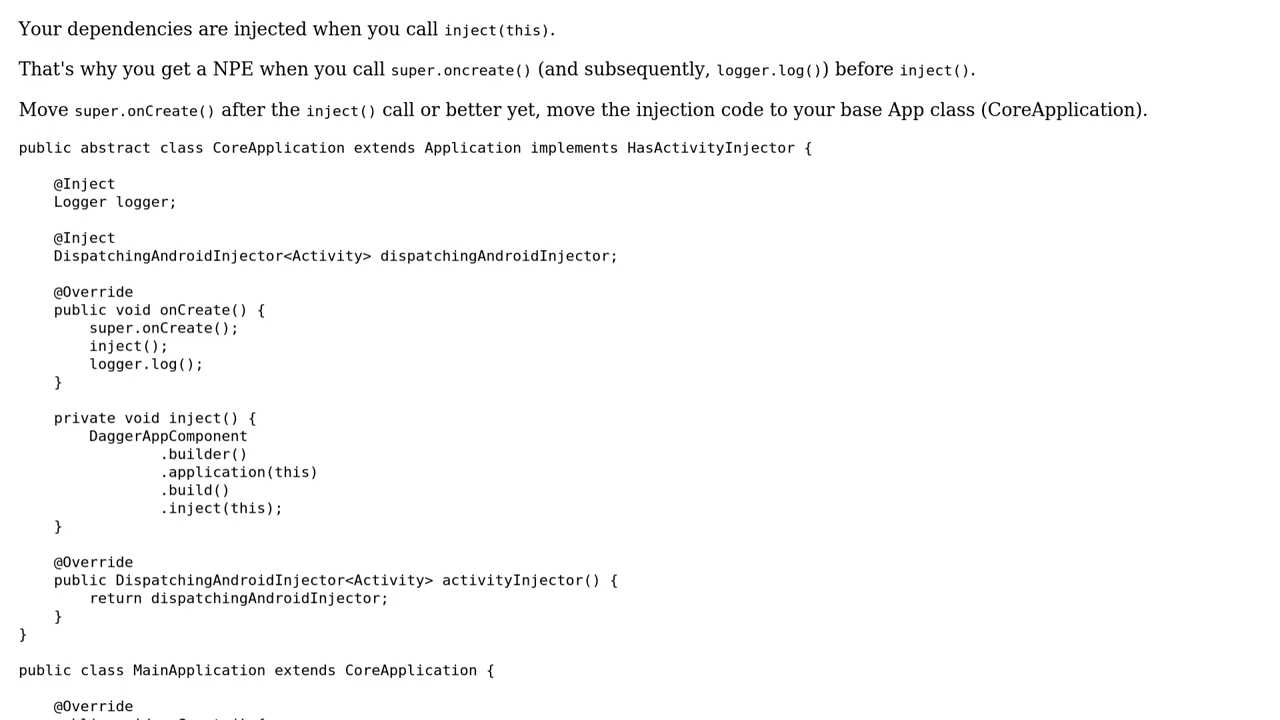 Your dependencies are injected when you call inject(this).
That's why you get a NPE when you call super.oncreate() (and subsequently, logger.log()) before inject().
Move super.onCreate() after the inject() call or better yet, move the injection code to your base App class (CoreApplication).
public abstract class CoreApplication extends Application implements HasActivityInjector {
    @Inject
    Logger logger;
    @Inject
    DispatchingAndroidInjector<Activity> dispatchingAndroidInjector;
    @Override
    public void onCreate() {
        super.onCreate();
        inject();
        logger.log();
    }
    private void inject() {
        DaggerAppComponent
                .builder()
                .application(this)
                .build()
                .inject(this);
    }
    @Override
    public DispatchingAndroidInjector<Activity> activityInjector() {
        return dispatchingAndroidInjector;
    }
}
public class MainApplication extends CoreApplication {
    @Override